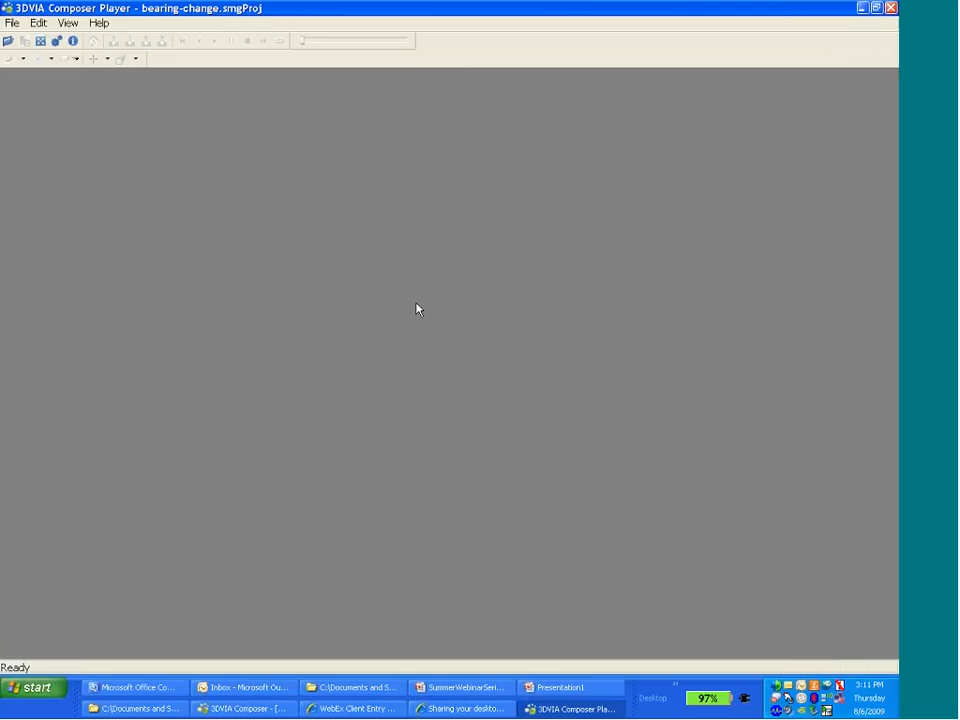 3DVIA Composer Player - bearing-change.smgProj
File Edit View Help
Ready
start
Microsoft Office Co...
Inbox - Microsoft Ou...
C:\Documents and S...
SummerWebinarSeri...
Presentation1
C:\Documents and S...
3DVIA Composer - [...
WebEx Client Entry ...
Sharing your deskto...
3DVIA Composer Pla...
Desktop
»
97%
3:11 PM
Thursday
8/6/2009